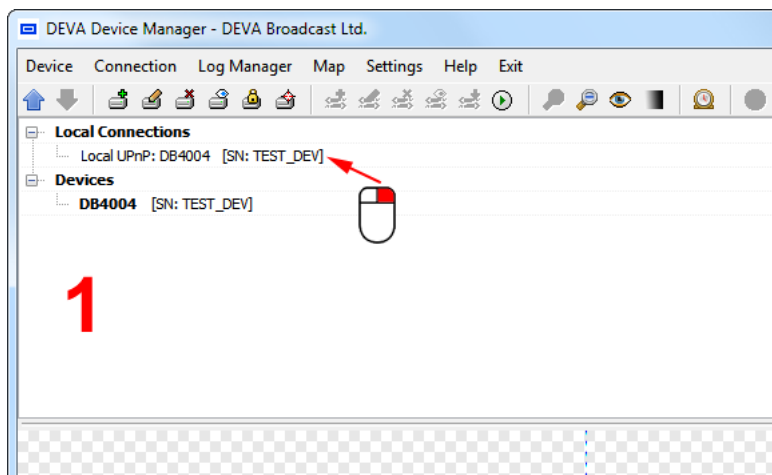 DEVA Device Manager - DEVA Broadcast Ltd.
Device Connection Log Manager Map Settings Help Exit
Local Connections
Local UPnP: DB4004 [SN: TEST_DEV]
Devices
DB4004 [SN: TEST_DEV]
1